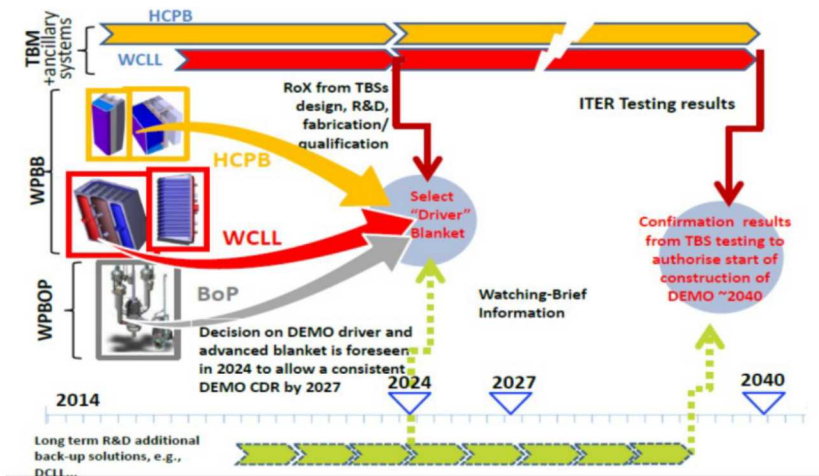 HCPB
TBM
+ancillary
systems
WCLL
RoX from TBSs
design, R&D,
fabrication/
qualification
ITER Testing results
WPBB
HCPB
WCLL
Select
“Driver”
Blanket
Confirmation results
from TBS testing to
authorise start of
construction of
DEMO ~2040
WPBOP
BoP
Watching-Brief
Information
Decision on DEMO driver and
advanced blanket is foreseen
in 2024 to allow a consistent
DEMO CDR by 2027
2014
2024
2027
2040
Long term R&D additional
back-up solutions, e.g.,
DCLL...